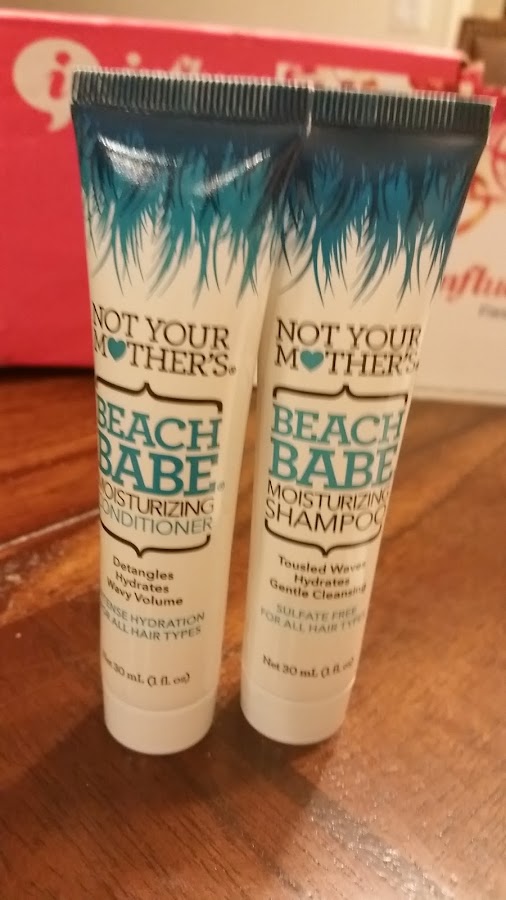 NOT YOUR
MOTHER'S®
BEACH
BABE®
MOISTURIZING
CONDITIONER
Detangles
Hydrates
Wavy Volume
FOR ALL HAIR TYPES
HYDRATION
Net 30 mL (1 fl. oz)
NOT YOUR
MOTHER'S®
BEACH
BABE
MOISTURIZING
SHAMPOO
Tousled Waves
Hydrates
Gentle Cleansing
SULFATE FREE
FOR ALL HAIR TYPES
Net 30 mL (1 fl. oz)